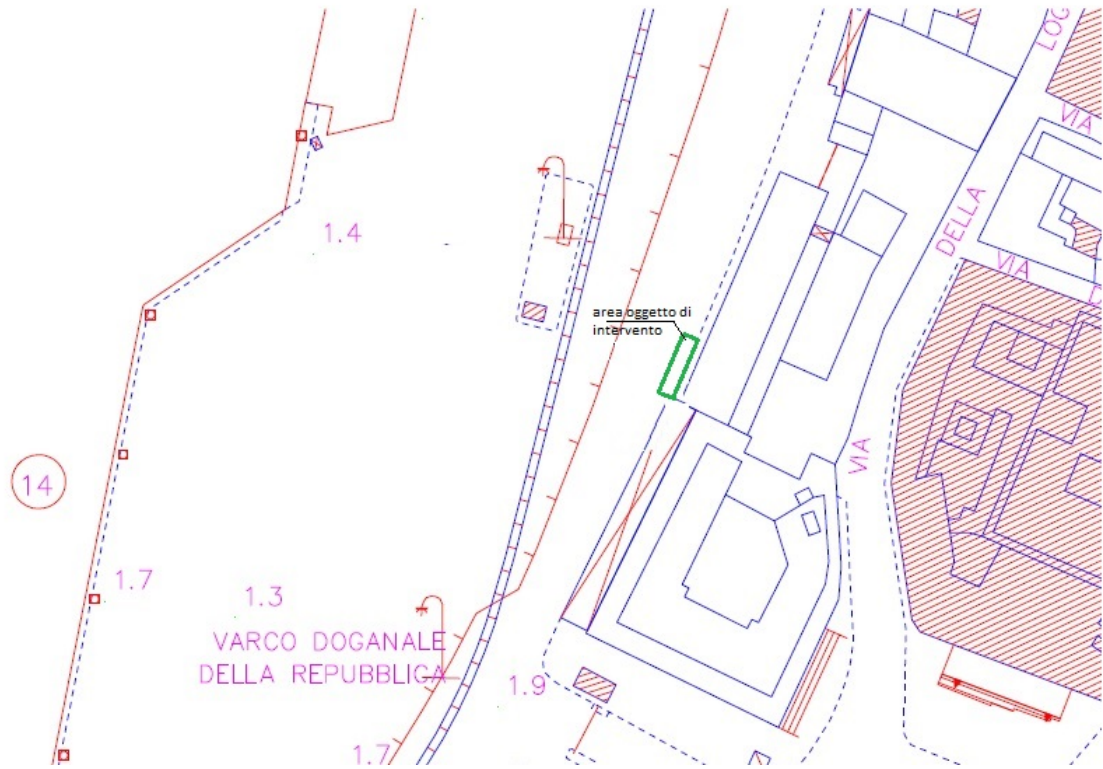 LOG
VIA
DELLA
1.4
VIA
D
area oggetto di
intervento
VIA
14
1.7
1.3
VARCO DOGANALE
DELLA REPUBBLICA
1.9
1.7